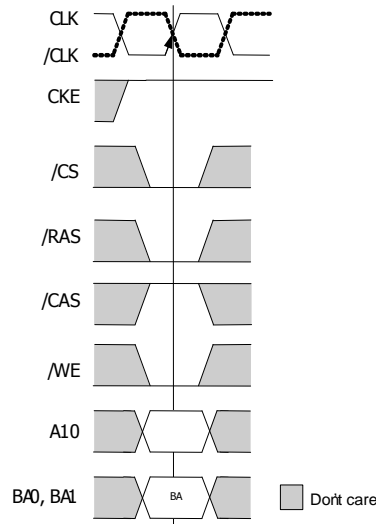 CLK
/CLK
CKE
/CS
/RAS
/CAS
/WE
A10
BA0, BA1
BA
Don't care